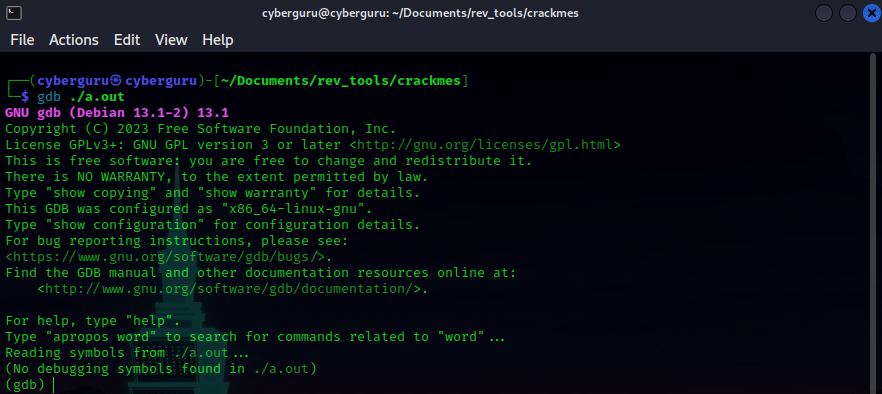 cyberguru@cyberguru: ~/Documents/rev_tools/crackmes
File Actions Edit View Help
┌──(cyberguru㉿cyberguru)-[~/Documents/rev_tools/crackmes]
└─$ gdb ./a.out
GNU gdb (Debian 13.1-2) 13.1
Copyright (C) 2023 Free Software Foundation, Inc.
License GPLv3+: GNU GPL version 3 or later <http://gnu.org/licenses/gpl.html>
This is free software: you are free to change and redistribute it.
There is NO WARRANTY, to the extent permitted by law.
Type "show copying" and "show warranty" for details.
This GDB was configured as "x86_64-linux-gnu".
Type "show configuration" for configuration details.
For bug reporting instructions, please see:
<https://www.gnu.org/software/gdb/bugs/>.
Find the GDB manual and other documentation resources online at:
    <http://www.gnu.org/software/gdb/documentation/>.
For help, type "help".
Type "apropos word" to search for commands related to "word"...
Reading symbols from ./a.out...
(No debugging symbols found in ./a.out)
(gdb)